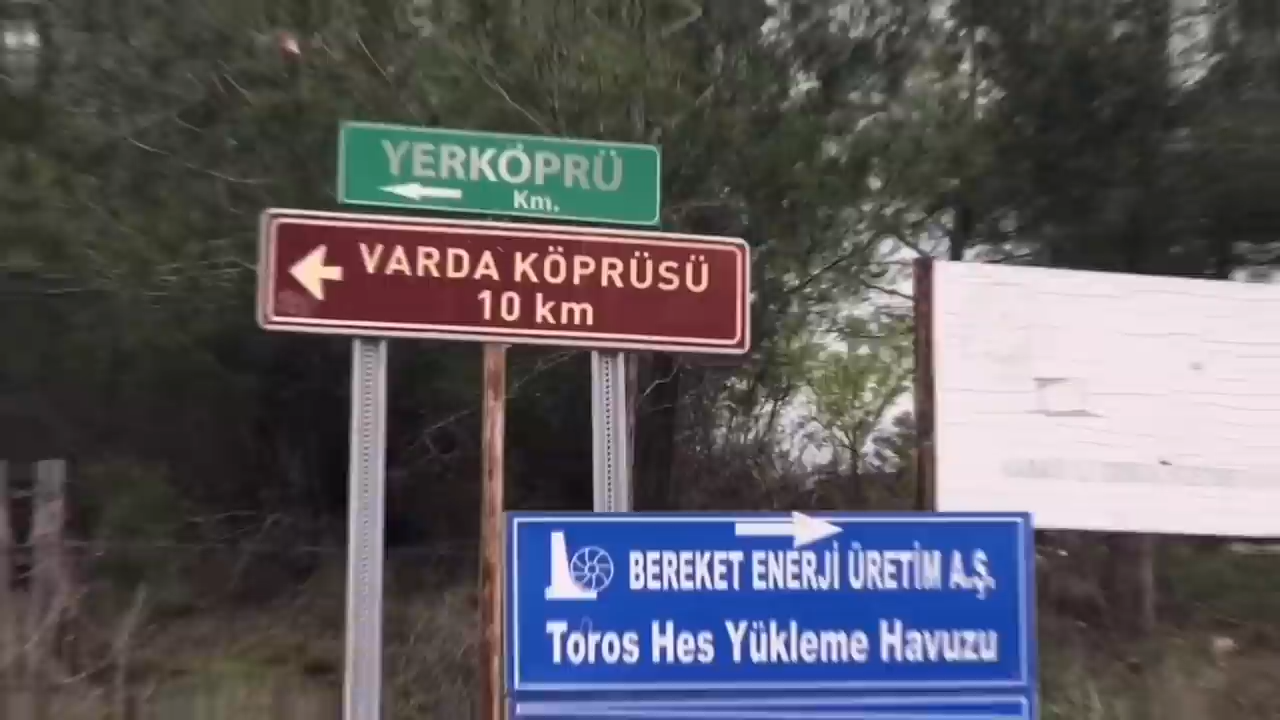 YERKÖPRÜ
Km.
VARDA KÖPRÜSÜ
10 km
BEREKET ENERJİ ÜRETİM A.Ş.
Toros Hes Yükleme Havuzu